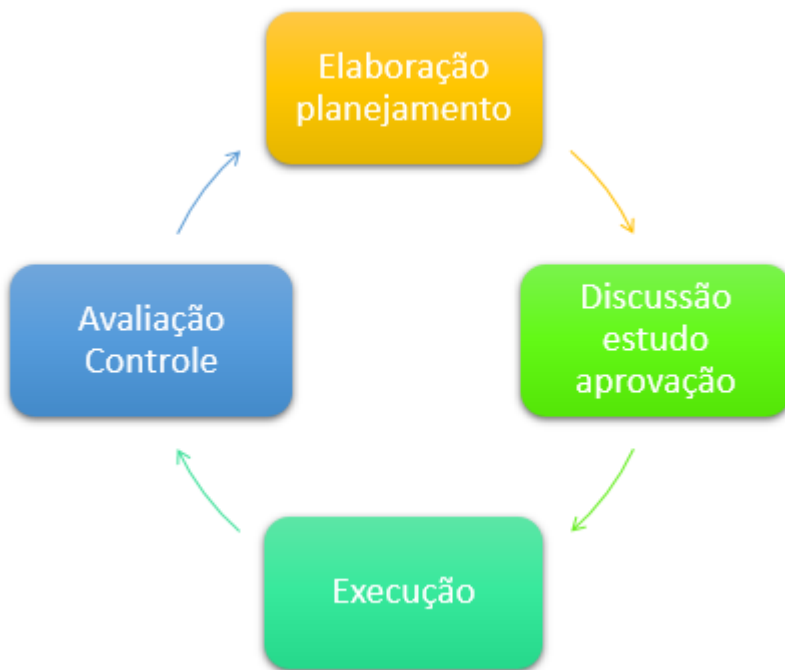 Elaboração
planejamento
Discussão
estudo
aprovação
Execução
Avaliação
Controle